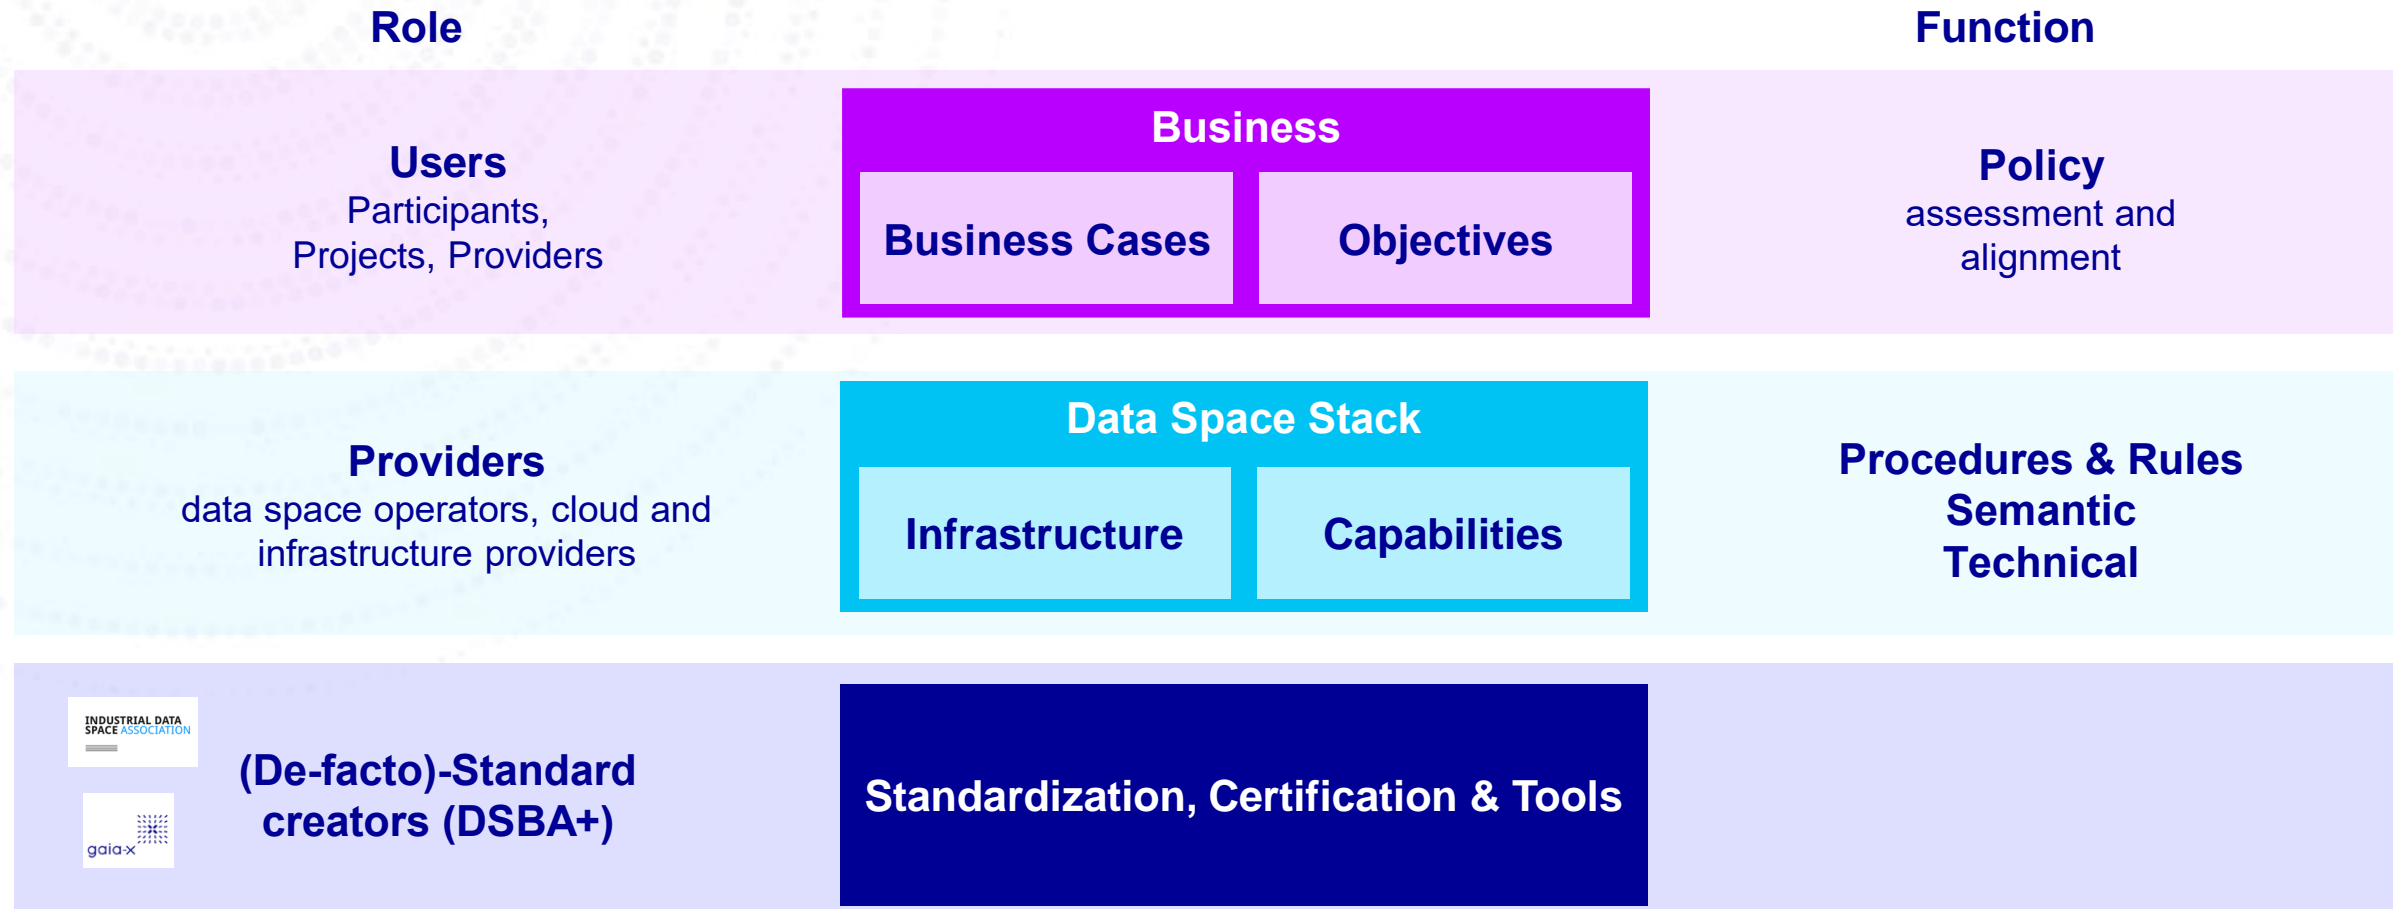 Role
Function
Users
Participants,
Projects, Providers
Business
Business Cases
Objectives
Policy
assessment and
alignment
Providers
data space operators, cloud and
infrastructure providers
Data Space Stack
Infrastructure
Capabilities
Procedures & Rules
Semantic
Technical
INDUSTRIAL DATA
SPACE ASSOCIATION
gaia-x
(De-facto)-Standard
creators (DSBA+)
Standardization, Certification & Tools